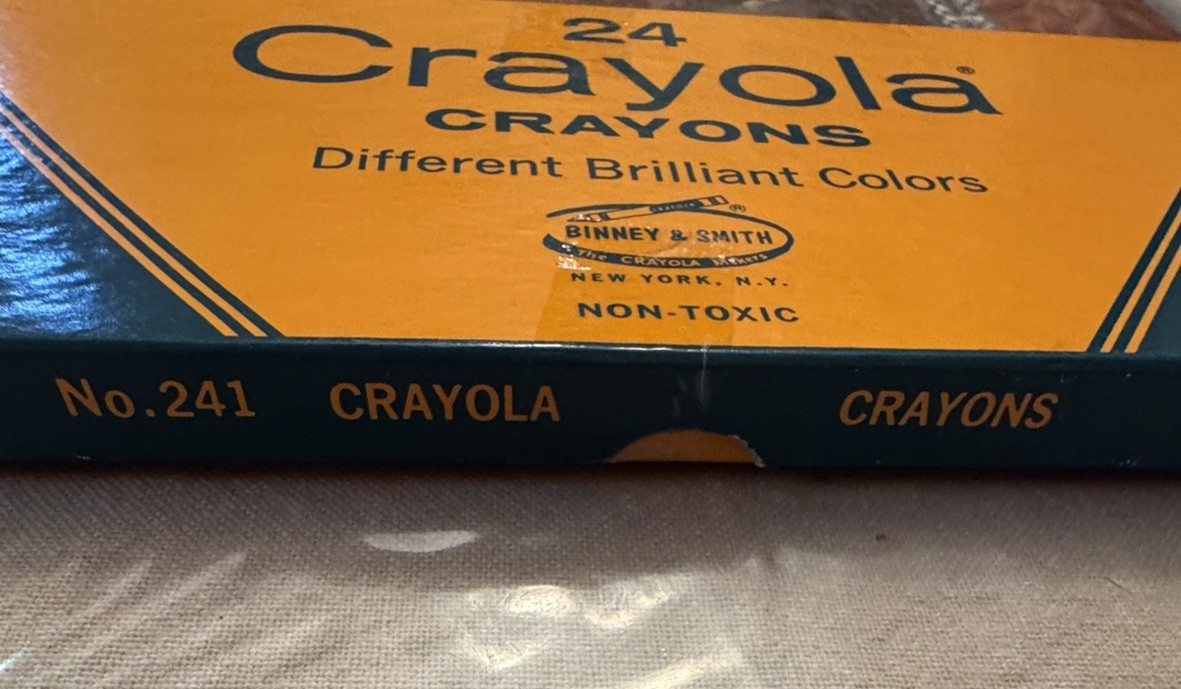 24
Crayola®
CRAYONS
Different Brilliant Colors
®
BINNEY & SMITH
The CRAYOLA Makers
NEW YORK, N.Y.
NON-TOXIC
No.241 CRAYOLA CRAYONS